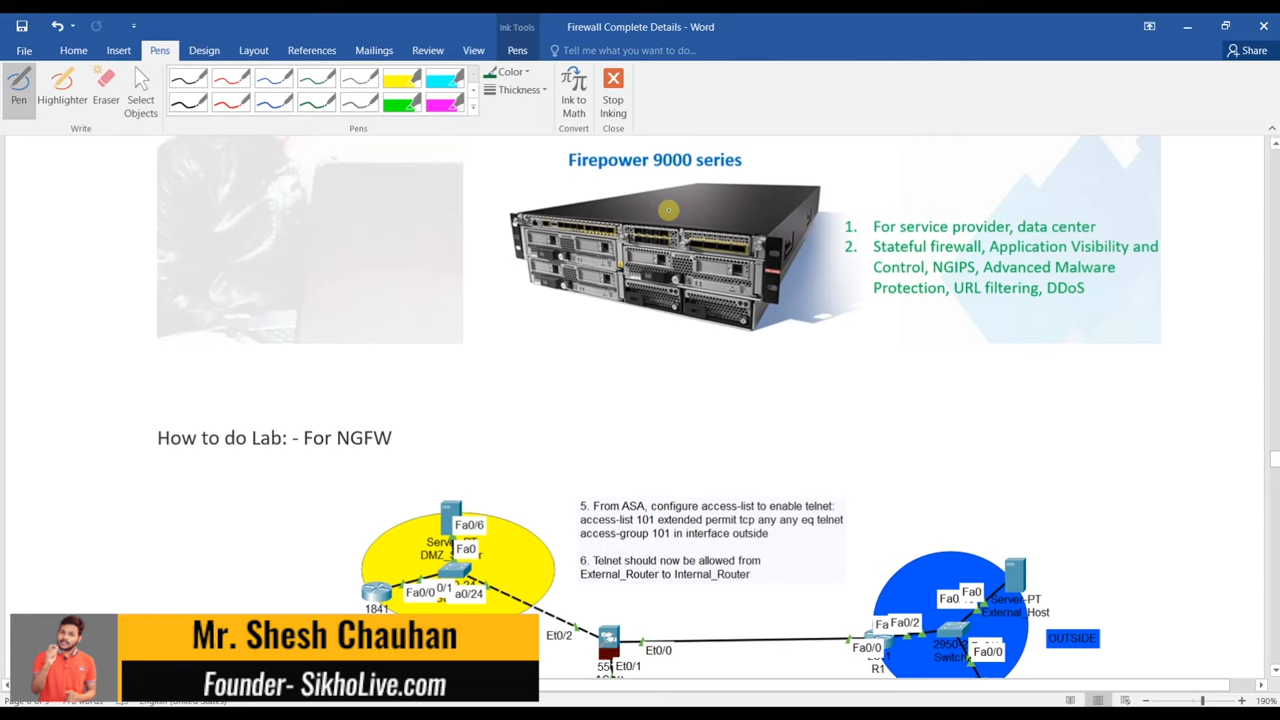 Ink Tools
Firewall Complete Details - Word
File
Home
Insert
Pens
Design
Layout
References
Mailings
Review
View
Pens
Tell me what you want to do...
Share
Pen
Highlighter
Eraser
Select
Objects
Color
Thickness
Ink to
Math
Stop
Inking
Write
Pens
Convert
Close
Firepower 9000 series
1. For service provider, data center
2. Stateful firewall, Application Visibility and
Control, NGIPS, Advanced Malware
Protection, URL filtering, DDoS
How to do Lab: - For NGFW
5. From ASA, configure access-list to enable telnet:
access-list 101 extended permit tcp any any eq telnet
access-group 101 in interface outside
6. Telnet should now be allowed from
External_Router to Internal_Router
Fa0/6
Fa0
Fa0/0
0/1
a0/24
1841
Et0/2
Et0/0
Et0/1
Fa0/0
R1
Fa0/2
Fa0
Server-PT
External_Host
Fa0/0
OUTSIDE
Mr. Shesh Chauhan
Founder- SikhoLive.com
190%